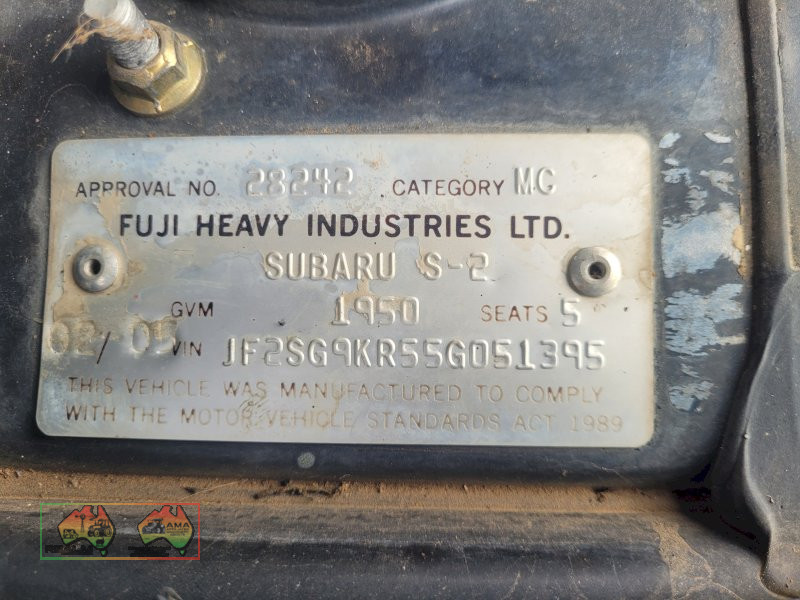 APPROVAL NO. 28242 CATEGORY MC
FUJI HEAVY INDUSTRIES LTD.
SUBARU S-2
GVM 1950 SEATS 5
02/05 VIN JF2SG9KR55G051395
THIS VEHICLE WAS MANUFACTURED TO COMPLY
WITH THE MOTOR VEHICLE STANDARDS ACT 1989
AMA